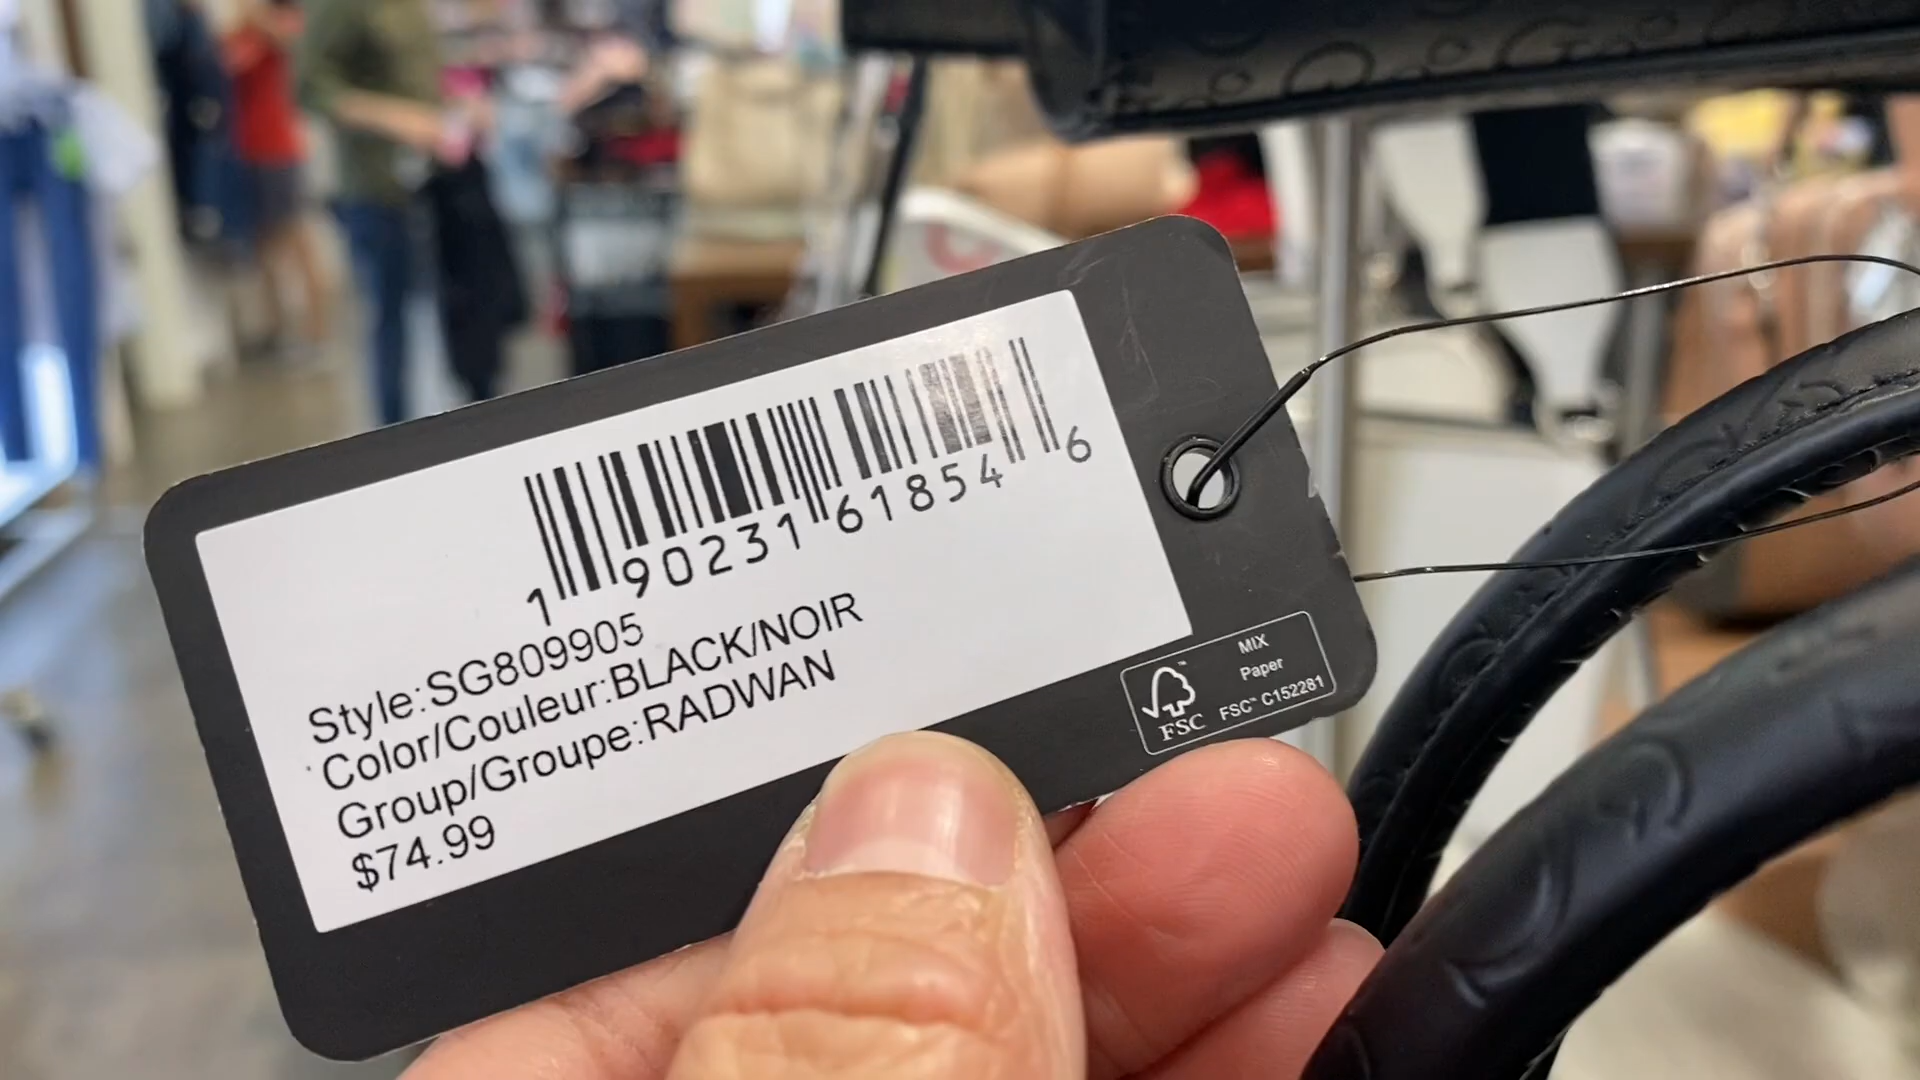 1 90231 61854 6
Style:SG809905
Color/Couleur:BLACK/NOIR
Group/Groupe:RADWAN
$74.99
MIX
Paper
FSC™ C152281
™
FSC